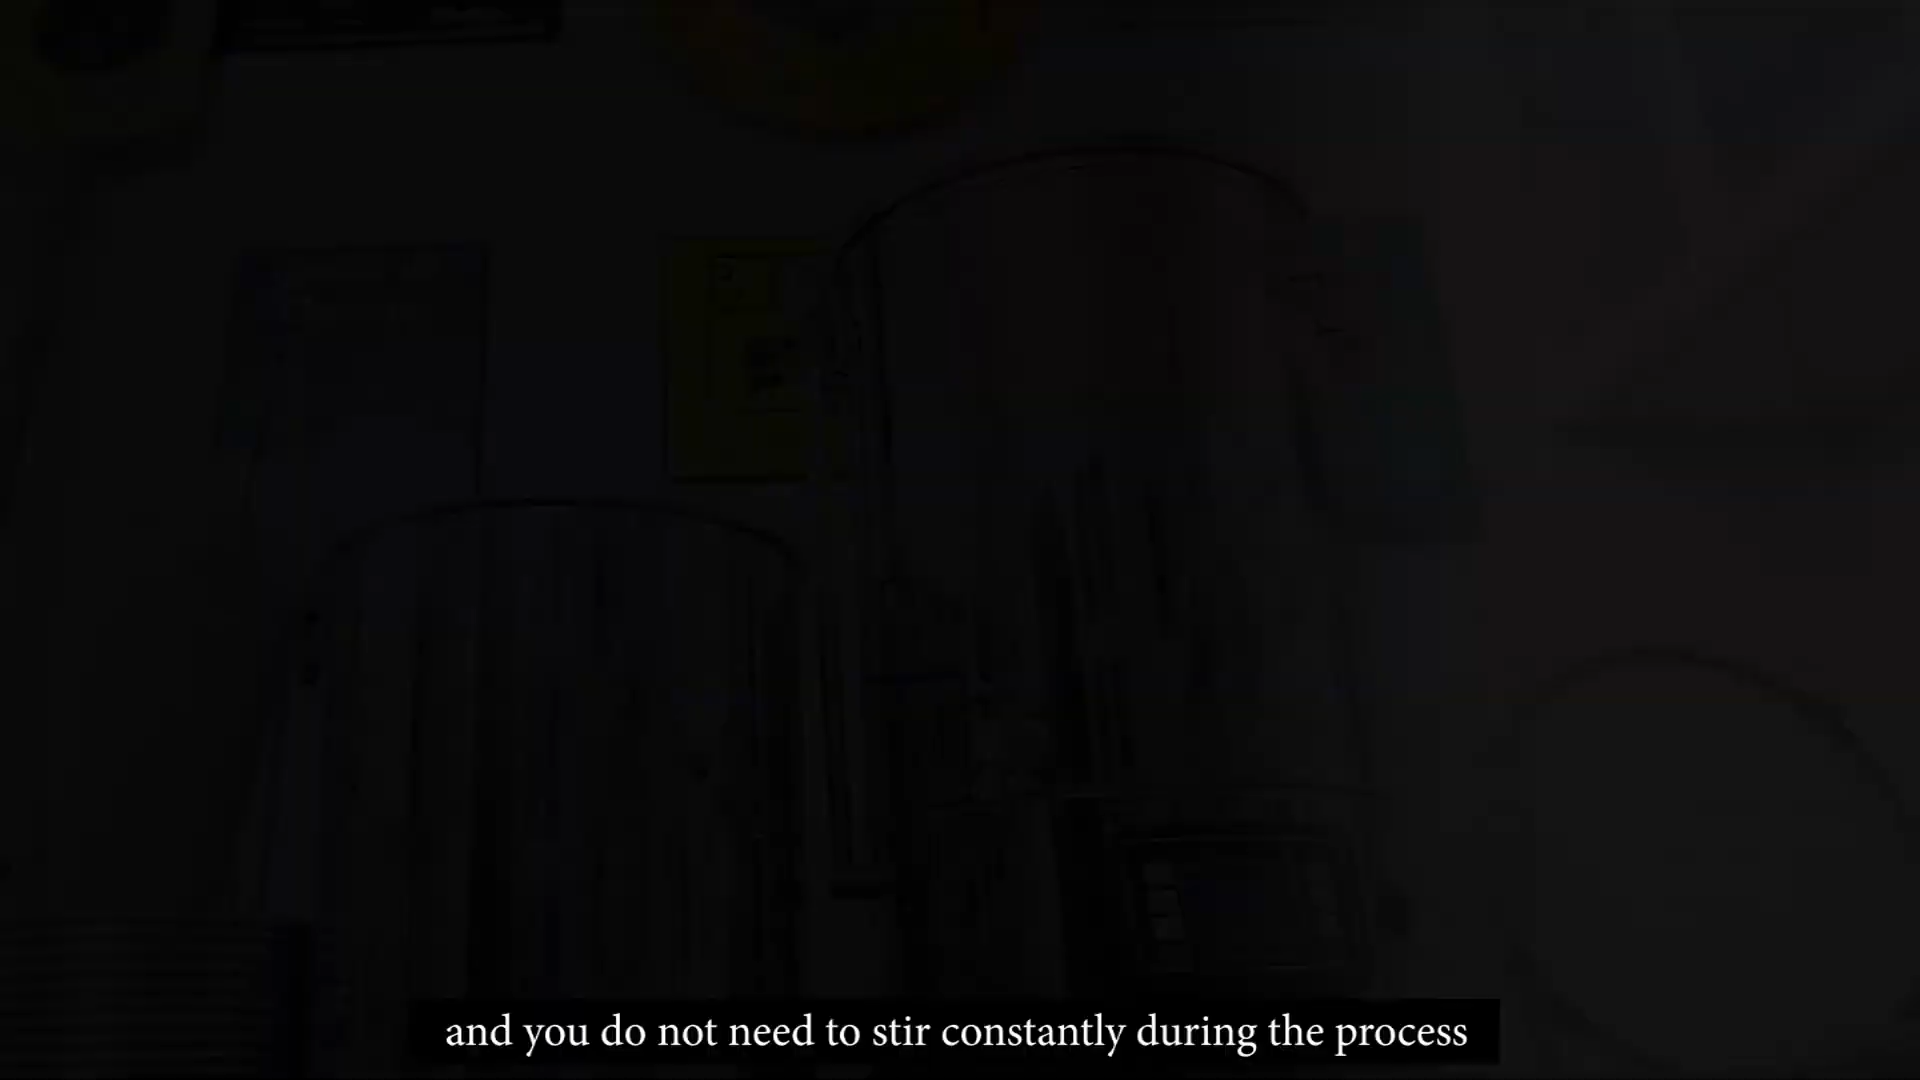 and you do not need to stir constantly during the process